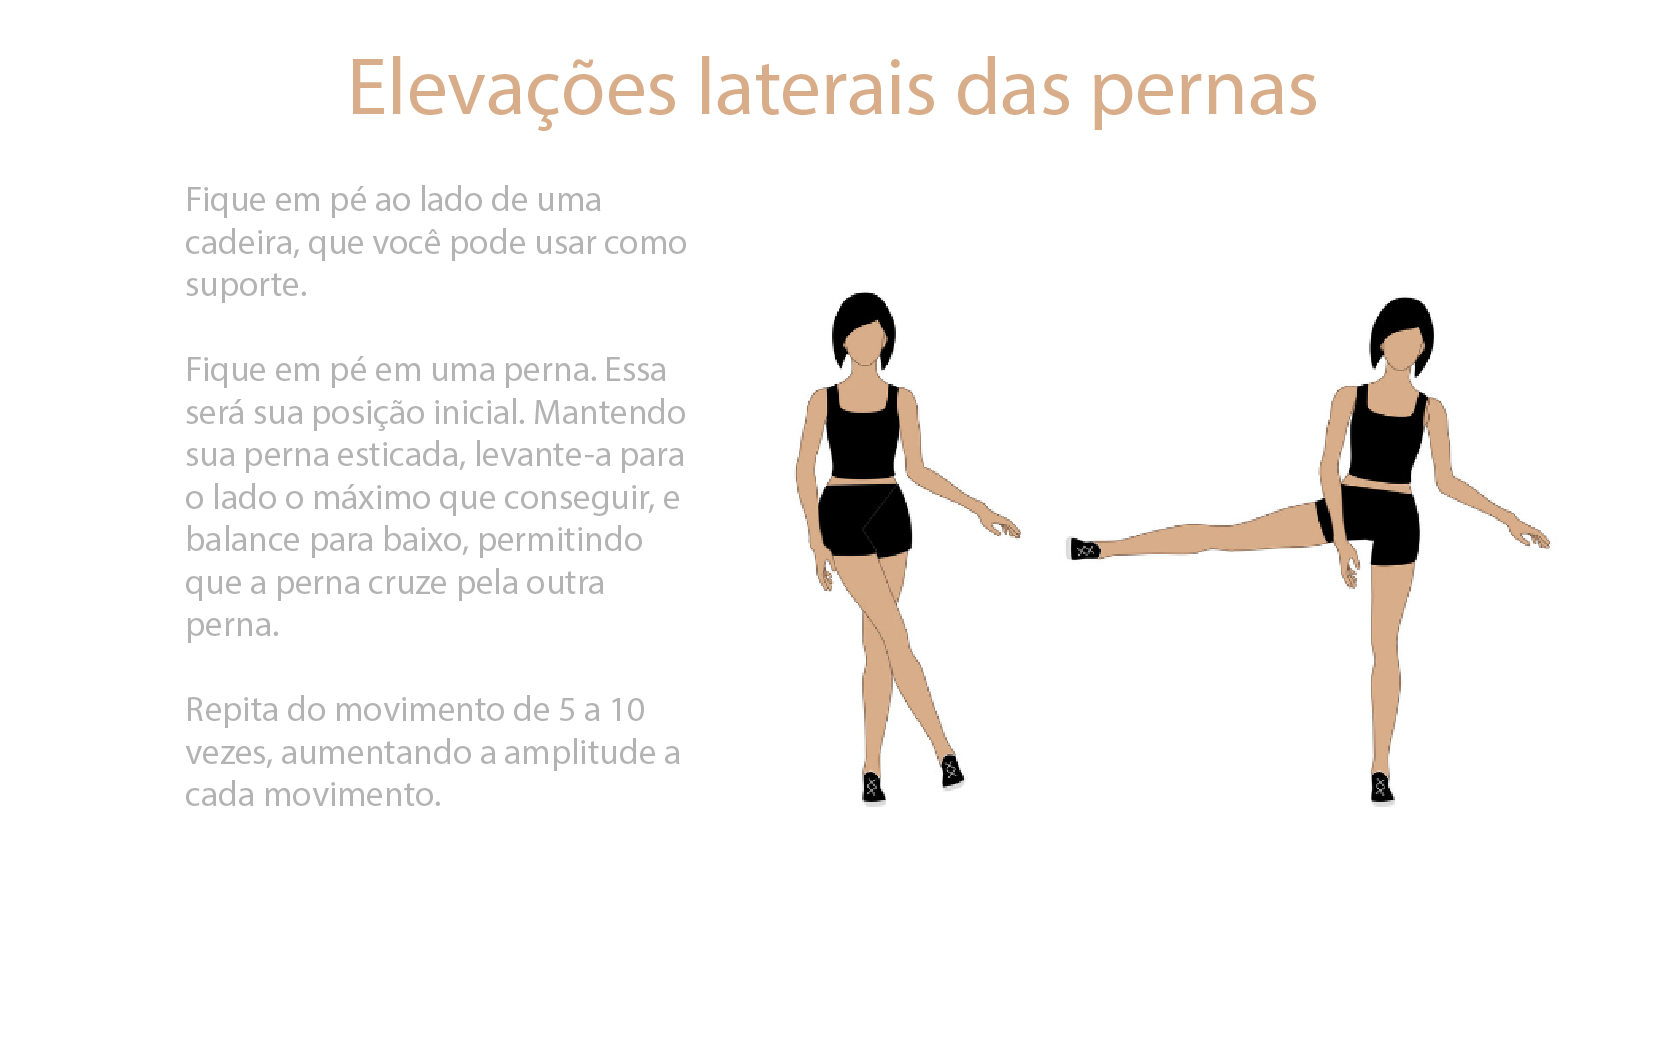 Elevações laterais das pernas
Fique em pé ao lado de uma
cadeira, que você pode usar como
suporte.
Fique em pé em uma perna. Essa
será sua posição inicial. Mantendo
sua perna esticada, levante-a para
o lado o máximo que conseguir, e
balance para baixo, permitindo
que a perna cruze pela outra
perna.
Repita do movimento de 5 a 10
vezes, aumentando a amplitude a
cada movimento.